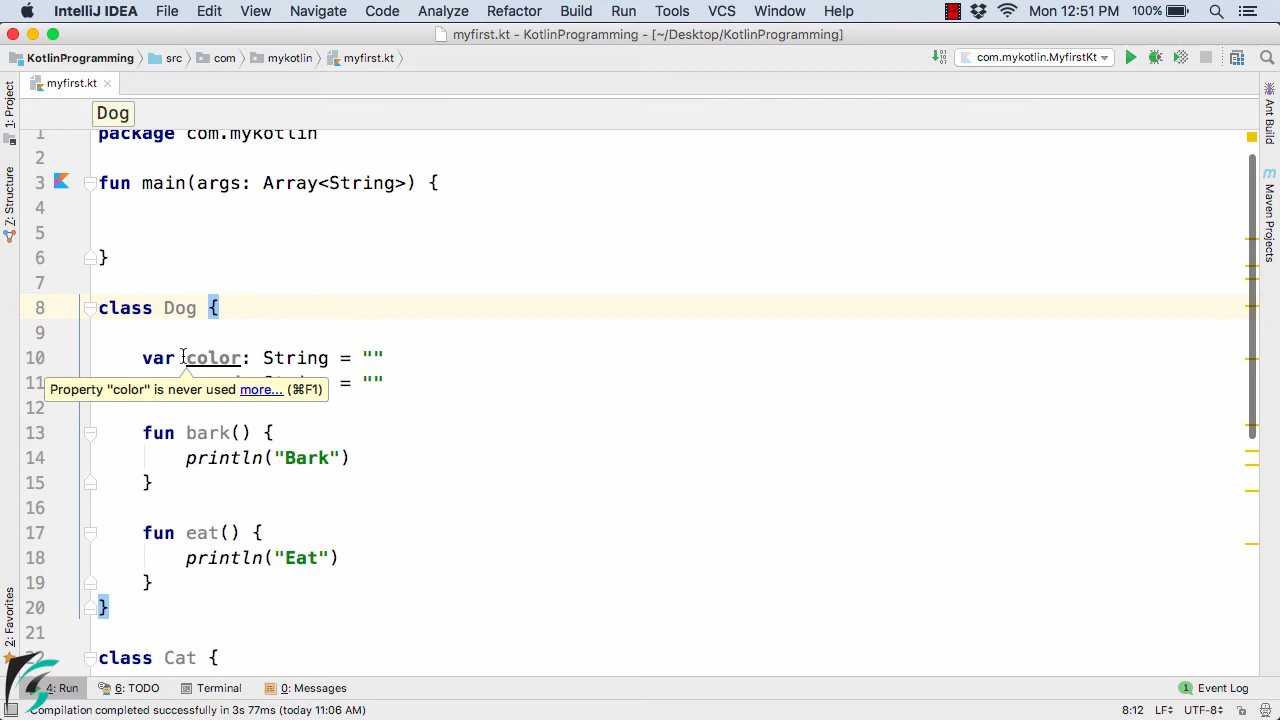 IntelliJ IDEA File Edit View Navigate Code Analyze Refactor Build Run Tools VCS Window Help Mon 12:51 PM 100%
myfirst.kt - KotlinProgramming - [~/Desktop/KotlinProgramming]
KotlinProgramming src com mykotlin myfirst.kt com.mykotlin.MyfirstKt
myfirst.kt
Dog
1 package com.mykotlin
2
3 fun main(args: Array<String>) {
4
5
6 }
7
8 class Dog {
9
10 var color: String = ""
11 = ""
Property "color" is never used more... (⌘F1)
12
13 fun bark() {
14 println("Bark")
15 }
16
17 fun eat() {
18 println("Eat")
19 }
20 }
21
22 class Cat {
1: Project
7: Structure
2: Favorites
Ant Build
Maven Projects
4: Run 6: TODO Terminal 0: Messages 1 Event Log
Compilation completed successfully in 3s 77ms (today 11:06 AM) 8:12 LF÷ UTF-8÷